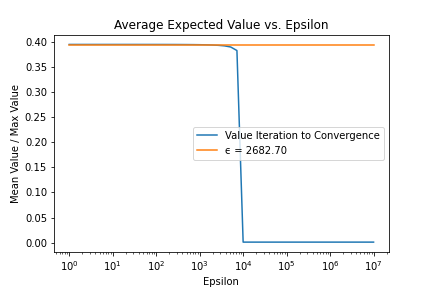 Average Expected Value vs. Epsilon
Mean Value / Max Value
0.40
0.35
0.30
0.25
0.20
0.15
0.10
0.05
0.00
Value Iteration to Convergence
ϵ = 2682.70
10⁰ 10¹ 10² 10³ 10⁴ 10⁵ 10⁶ 10⁷
Epsilon